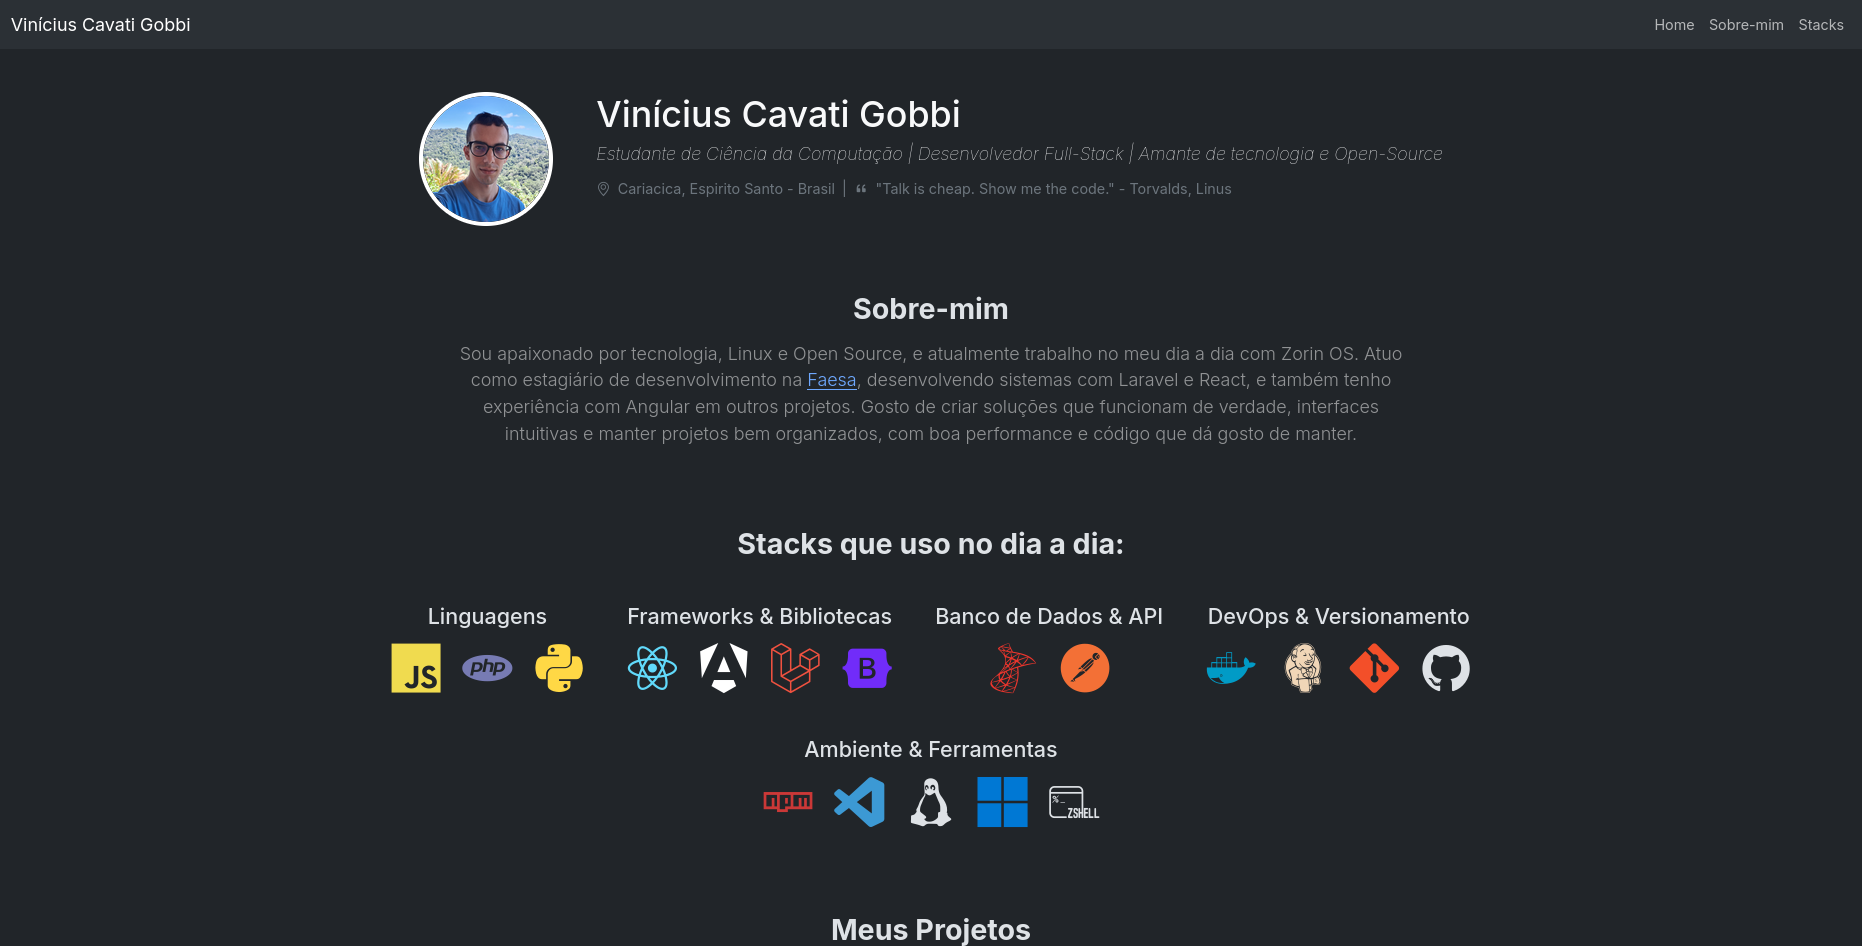 Vinícius Cavati Gobbi
Home Sobre-mim Stacks
Vinícius Cavati Gobbi
Estudante de Ciência da Computação | Desenvolvedor Full-Stack | Amante de tecnologia e Open-Source
Cariacica, Espirito Santo - Brasil | “ "Talk is cheap. Show me the code." - Torvalds, Linus
Sobre-mim
Sou apaixonado por tecnologia, Linux e Open Source, e atualmente trabalho no meu dia a dia com Zorin OS. Atuo
como estagiário de desenvolvimento na Faesa, desenvolvendo sistemas com Laravel e React, e também tenho
experiência com Angular em outros projetos. Gosto de criar soluções que funcionam de verdade, interfaces
intuitivas e manter projetos bem organizados, com boa performance e código que dá gosto de manter.
Stacks que uso no dia a dia:
Linguagens
JS php
Frameworks & Bibliotecas
A B
Banco de Dados & API
DevOps & Versionamento
Ambiente & Ferramentas
npm %_ ZSHELL
Meus Projetos